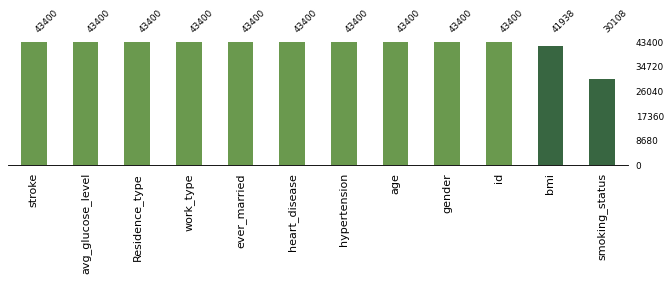 43400 43400 43400 43400 43400 43400 43400 43400 43400 43400 41938 30108
43400
34720
26040
17360
8680
0
stroke
avg_glucose_level
Residence_type
work_type
ever_married
heart_disease
hypertension
age
gender
id
bmi
smoking_status